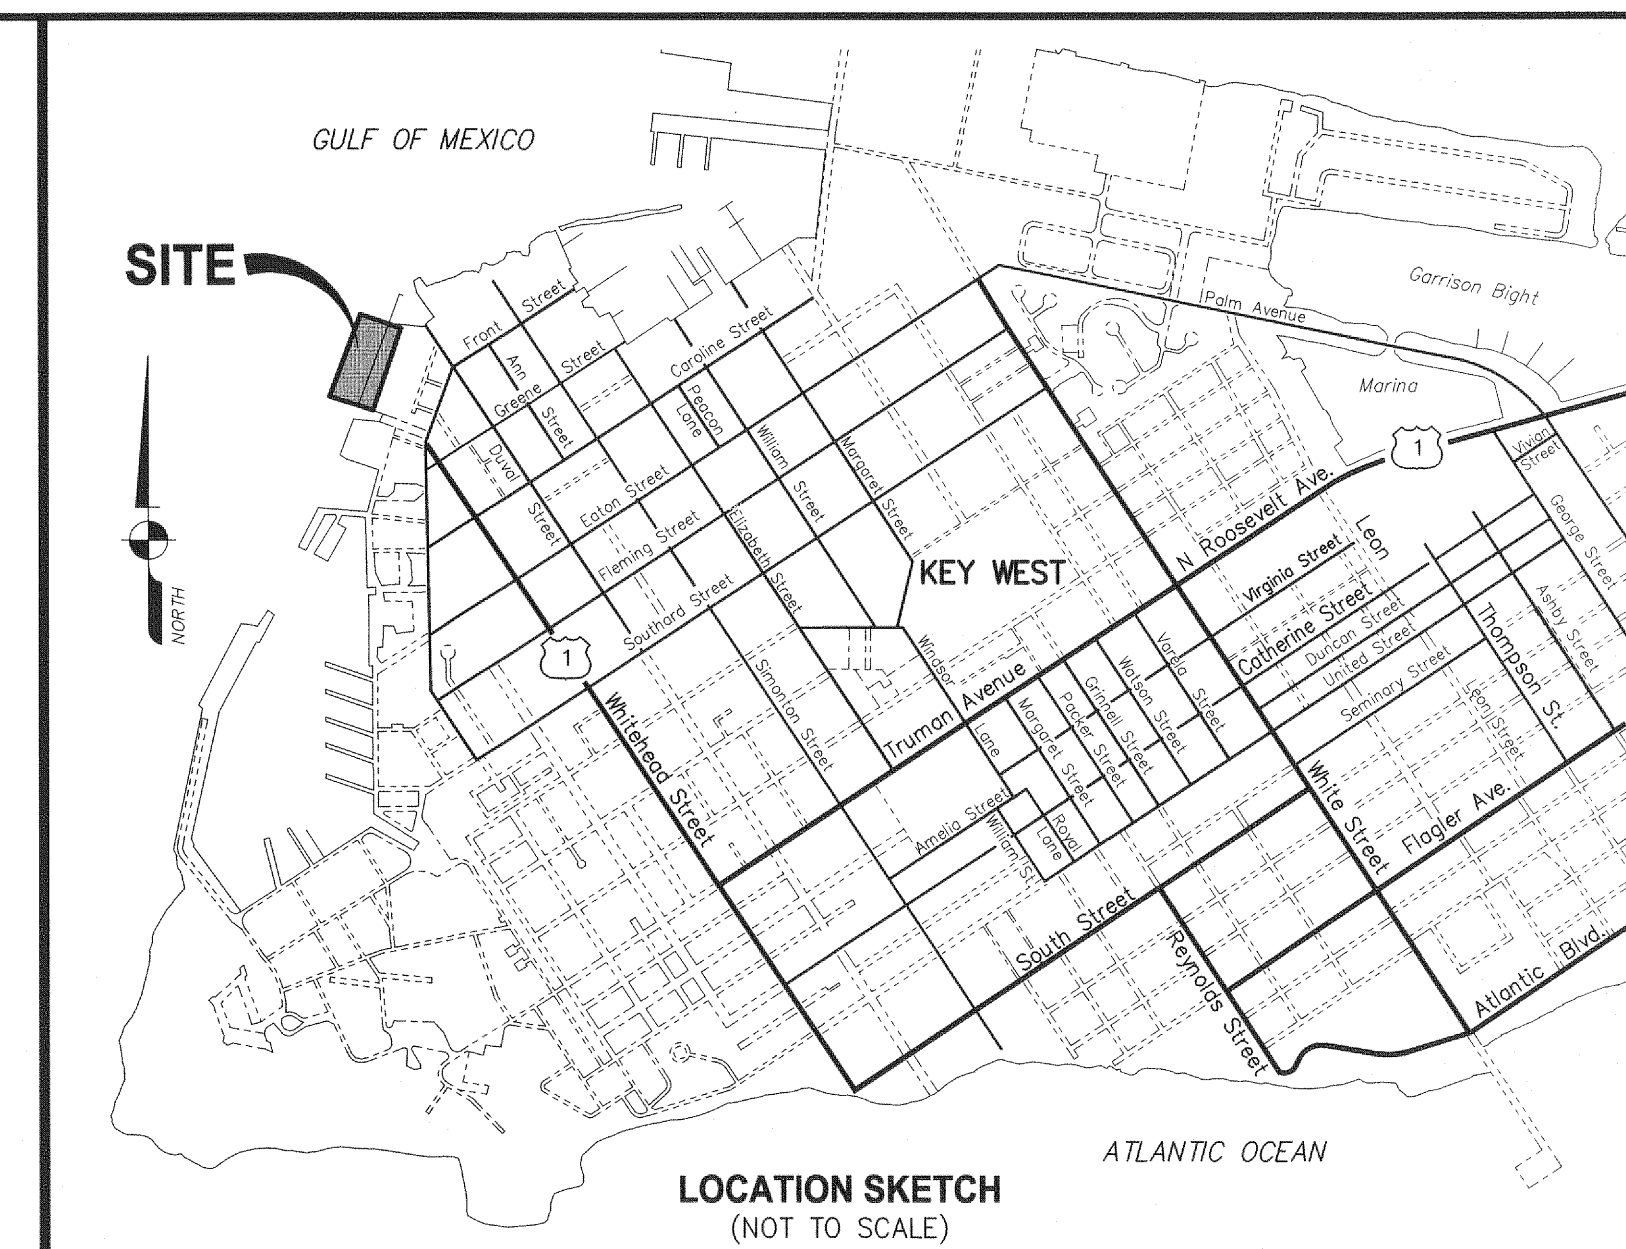 GULF OF MEXICO
SITE
Garrison Bight
Palm Avenue
Front Street
Marina
Caroline Street
Ann Street
Greene Street
Peacon Lane
1
Vivian Street
William Street
Margaret Street
Duval Street
Eaton Street
N Roosevelt Ave.
George Street
Fleming Street
Elizabeth Street
Leon
KEY WEST
Virginia Street
NORTH
Southard Street
Catherine Street
Ashby Street
Duncan Street
1
United Street
Thompson St.
Windsor
Varela Street
Simonton Street
Watson Street
Grinnell Street
Seminary Street
Truman Avenue
Packer Street
Leon Street
Whitehead Street
Margaret Street
Lane
White Street
Amelia Street
Flagler Ave.
William St.
Royal Lane
South Street
Reynolds Street
Atlantic Blvd.
ATLANTIC OCEAN
LOCATION SKETCH
(NOT TO SCALE)